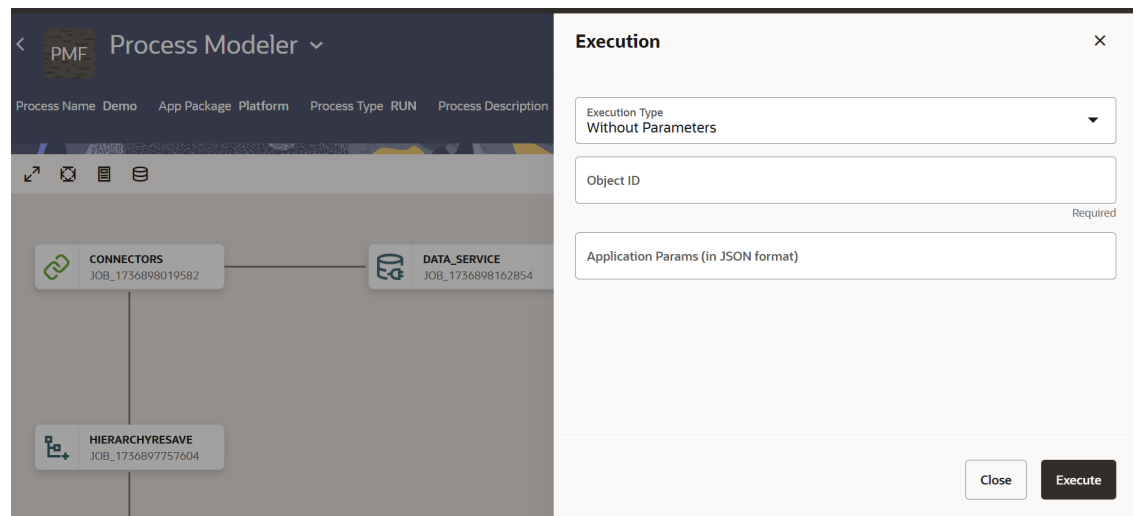 PMF
Process Modeler
Process Name Demo App Package Platform Process Type RUN Process Description
CONNECTORS
JOB_1736898019582
DATA_SERVICE
JOB_1736898162854
HIERARCHYRESAVE
JOB_1736897757604
Execution
Execution Type
Without Parameters
Object ID
Required
Application Params (in JSON format)
Close Execute